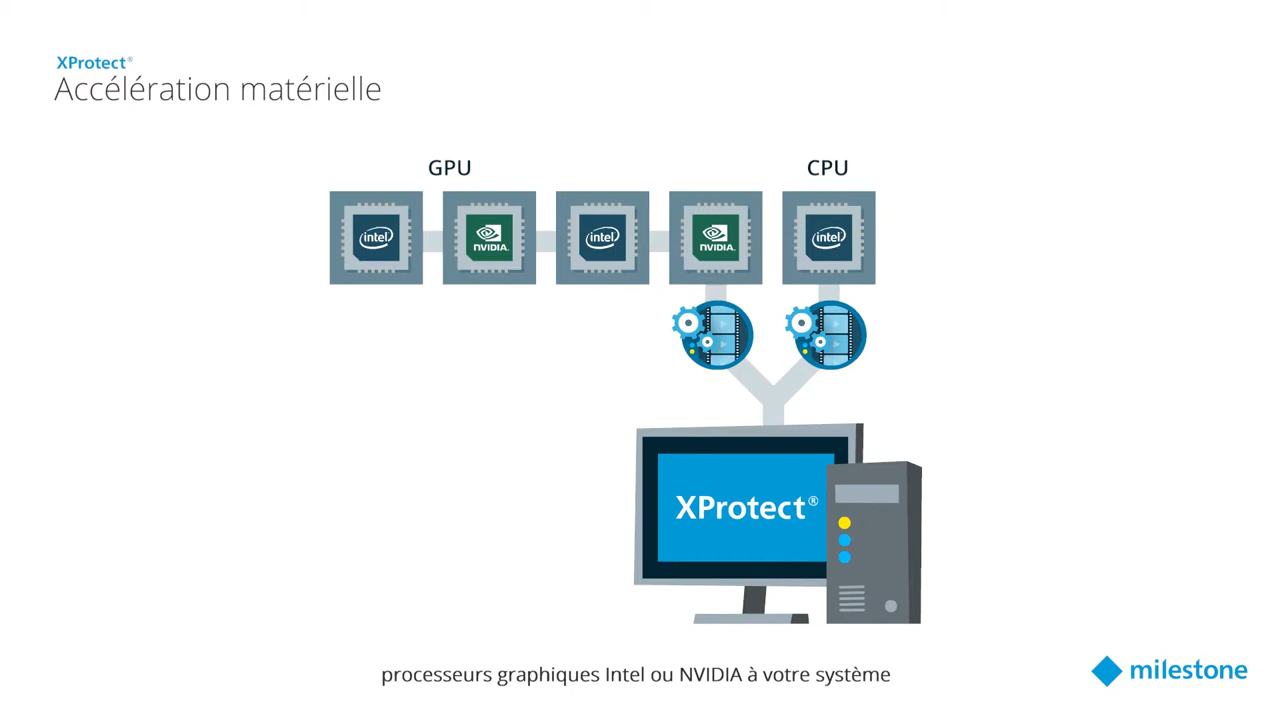 XProtect®
Accélération matérielle
GPU
CPU
intel
NVIDIA.
intel
NVIDIA.
intel
XProtect®
processeurs graphiques Intel ou NVIDIA à votre système
milestone